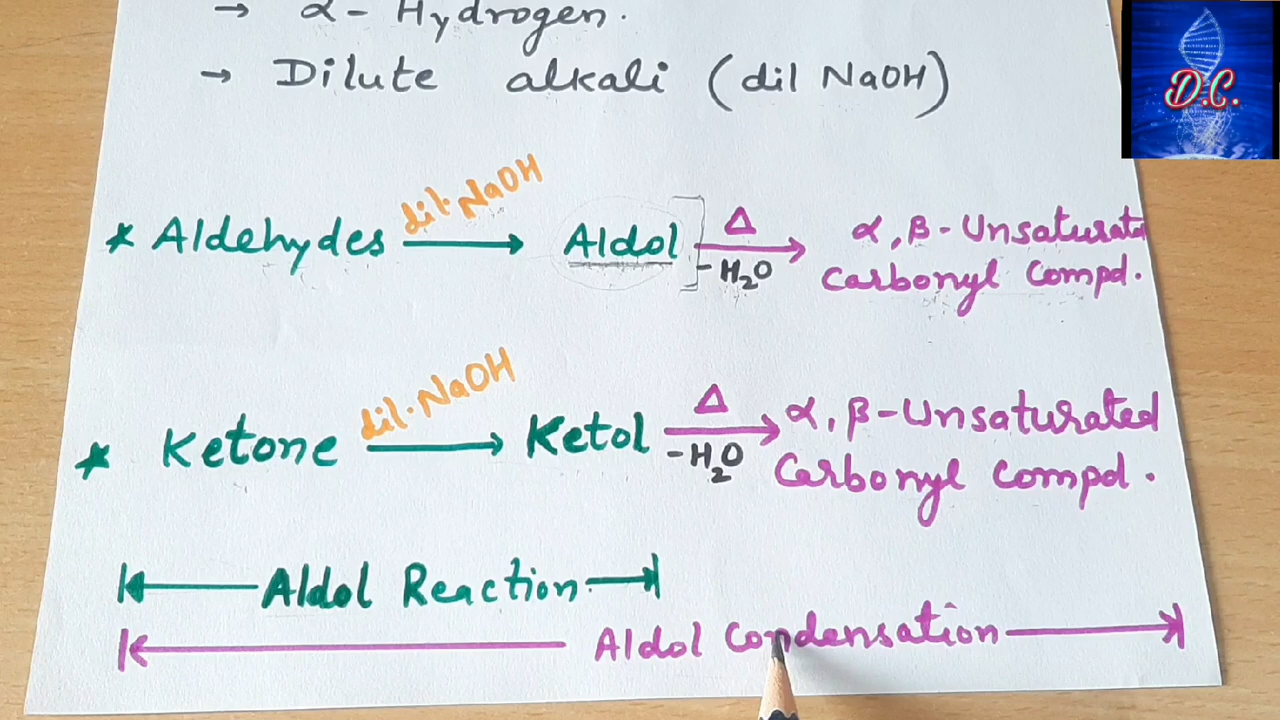 → α- Hydrogen.
→ Dilute alkali (dil NaOH)
D.C.
* Aldehydes dil. NaOH → Aldol] Δ -H₂O → α, β-Unsaturated
Carbonyl Compd.
* Ketone dil. NaOH → Ketol Δ -H₂O → α, β-Unsaturated
Carbonyl Compd.
Aldol Reaction
Aldol Condensation